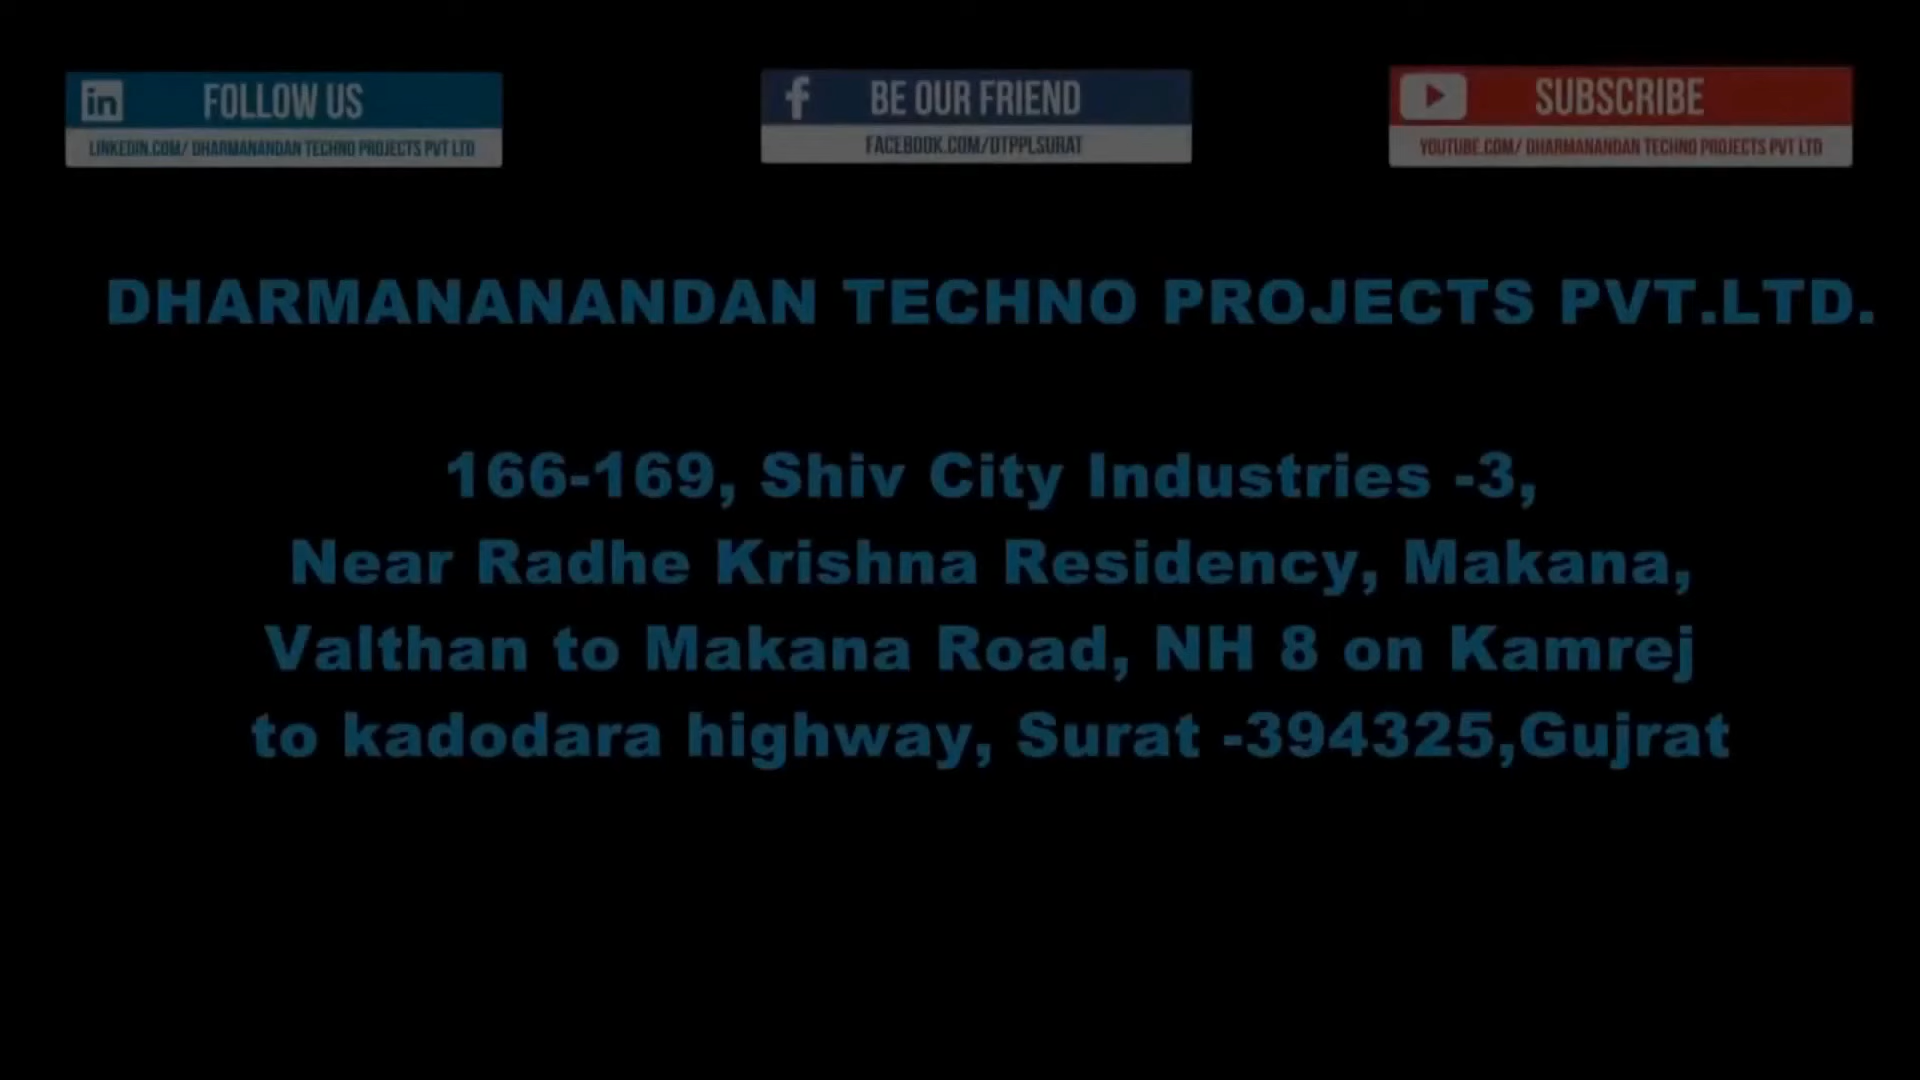 in FOLLOW US
LINKEDIN.COM/ DHARMANANDAN TECHNO PROJECTS PVT LTD
f BE OUR FRIEND
FACEBOOK.COM/DTPPLSURAT
SUBSCRIBE
YOUTUBE.COM/ DHARMANANDAN TECHNO PROJECTS PVT LTD
DHARMANANANDAN TECHNO PROJECTS PVT.LTD.
166-169, Shiv City Industries -3,
Near Radhe Krishna Residency, Makana,
Valthan to Makana Road, NH 8 on Kamrej
to kadodara highway, Surat -394325,Gujrat